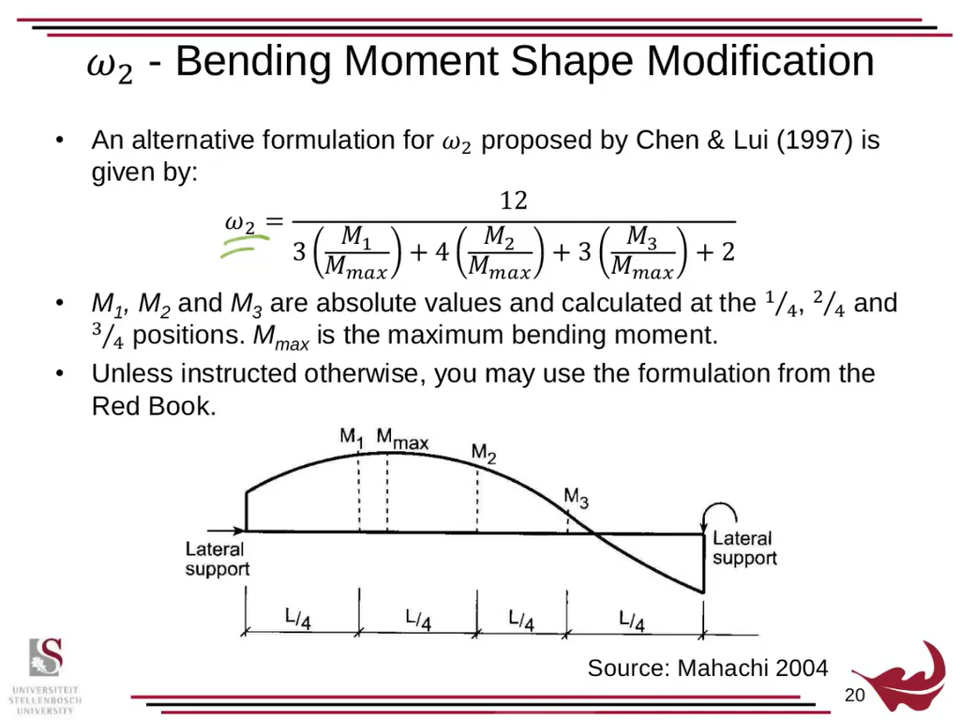 ω₂ - Bending Moment Shape Modification
• An alternative formulation for ω₂ proposed by Chen & Lui (1997) is
given by:
ω₂ = 12 / (3 (M₁/Mₘₐₓ) + 4 (M₂/Mₘₐₓ) + 3 (M₃/Mₘₐₓ) + 2)
• M₁, M₂ and M₃ are absolute values and calculated at the 1/4, 2/4 and
3/4 positions. Mₘₐₓ is the maximum bending moment.
• Unless instructed otherwise, you may use the formulation from the
Red Book.
M₁ Mmax M₂
M₃
Lateral
support
Lateral
support
L/4 L/4 L/4 L/4
Source: Mahachi 2004
UNIVERSITEIT
STELLENBOSCH
UNIVERSITY
20